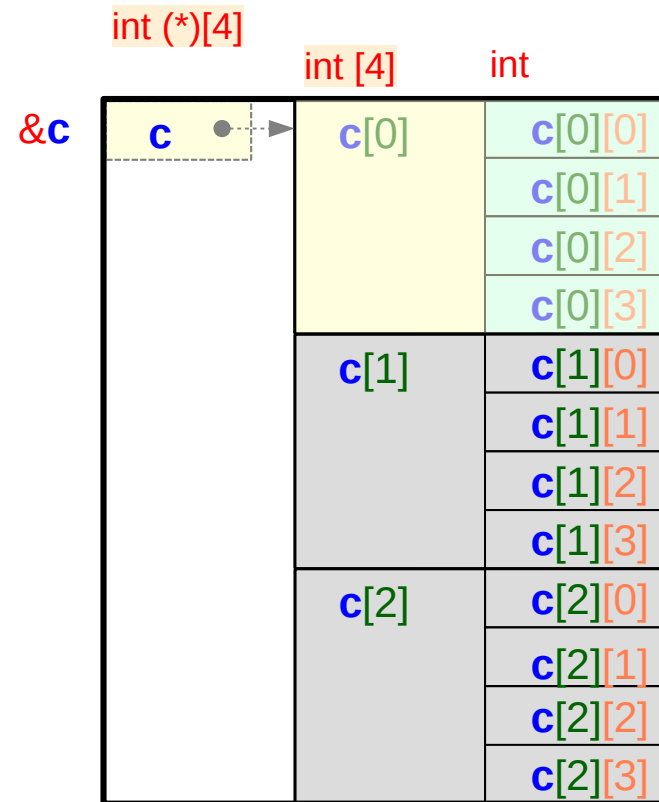 int (*)[4]
int [4] int
&c c c[0] c[0][0]
c[0][1]
c[0][2]
c[0][3]
c[1] c[1][0]
c[1][1]
c[1][2]
c[1][3]
c[2] c[2][0]
c[2][1]
c[2][2]
c[2][3]